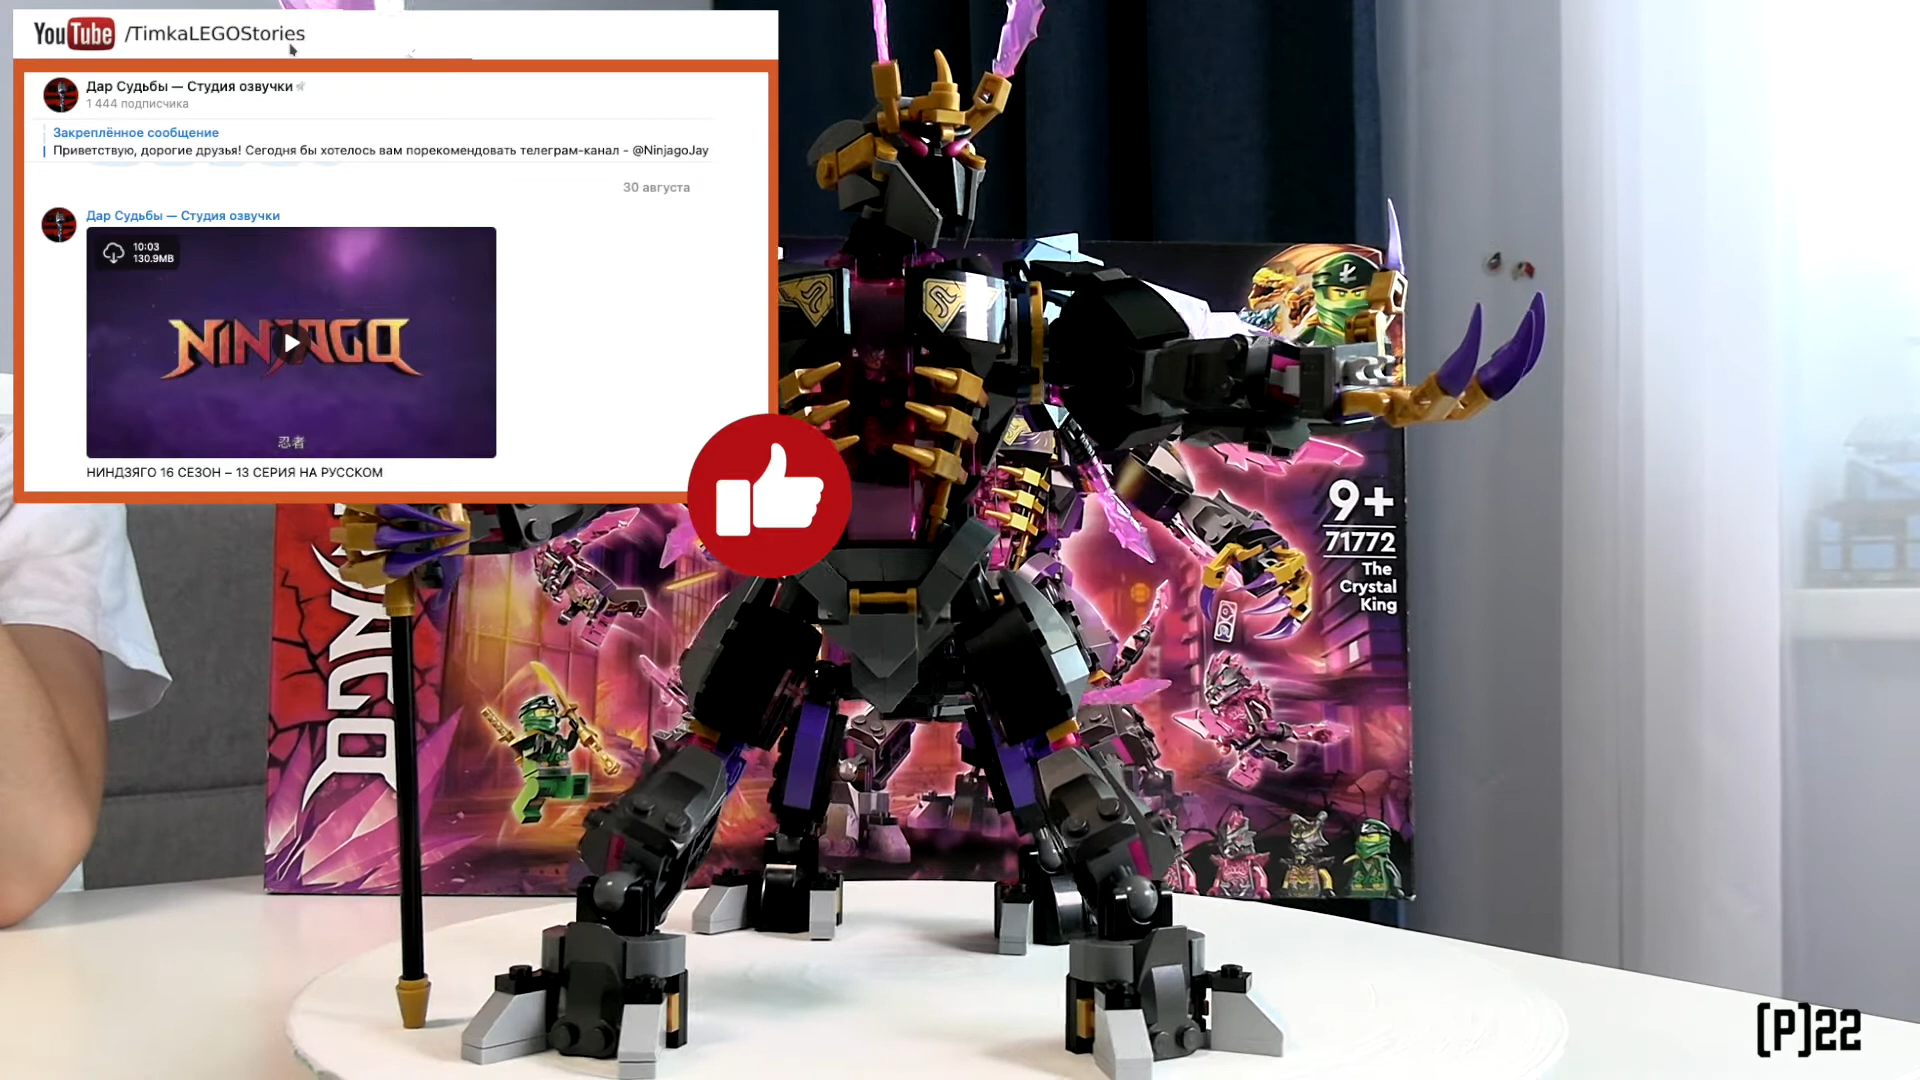 YouTube /TimkaLEGOStories
Дар Судьбы — Студия озвучки
1 444 подписчика
Закреплённое сообщение
Приветствую, дорогие друзья! Сегодня бы хотелось вам порекомендовать телеграм-канал - @NinjagoJay
30 августа
Дар Судьбы — Студия озвучки
10:03
130.9MB
NINJAGO
忍者
НИНДЗЯГО 16 СЕЗОН – 13 СЕРИЯ НА РУССКОМ
9+
71772
The
Crystal
King
[P]22